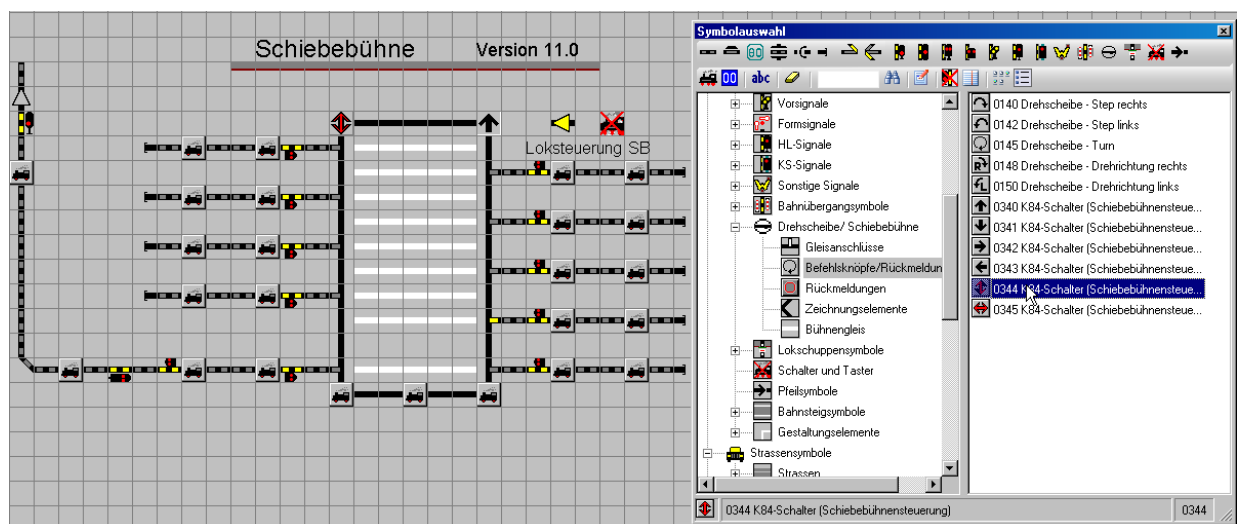 Schiebebühne Version 11.0
Loksteuerung SB
Symbolauswahl
80
00 abc
Vorsignale
Formsignale
HL-Signale
KS-Signale
Sonstige Signale
Bahnübergangsymbole
Drehscheibe/ Schiebebühne
Gleisanschlüsse
Befehlsknöpfe/Rückmeldun
Rückmeldungen
Zeichnungselemente
Bühnengleis
Lokschuppensymbole
Schalter und Taster
Pfeilsymbole
Bahnsteigsymbole
Gestaltungselemente
Strassensymbole
Strassen
0140 Drehscheibe - Step rechts
0142 Drehscheibe - Step links
0145 Drehscheibe - Turn
0148 Drehscheibe - Drehrichtung rechts
0150 Drehscheibe - Drehrichtung links
0340 K84-Schalter (Schiebebühnensteue...
0341 K84-Schalter (Schiebebühnensteue...
0342 K84-Schalter (Schiebebühnensteue...
0343 K84-Schalter (Schiebebühnensteue...
0344 K84-Schalter (Schiebebühnensteue...
0345 K84-Schalter (Schiebebühnensteue...
0344 K84-Schalter (Schiebebühnensteuerung) 0344